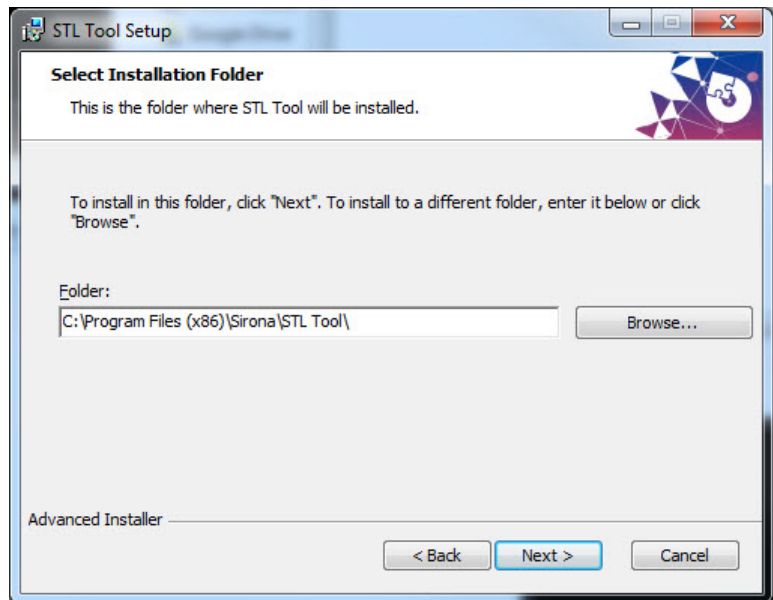 STL Tool Setup
Select Installation Folder
This is the folder where STL Tool will be installed.
To install in this folder, click "Next". To install to a different folder, enter it below or click
"Browse".
Folder:
C:\Program Files (x86)\Sirona\STL Tool\
Browse...
Advanced Installer
< Back
Next >
Cancel